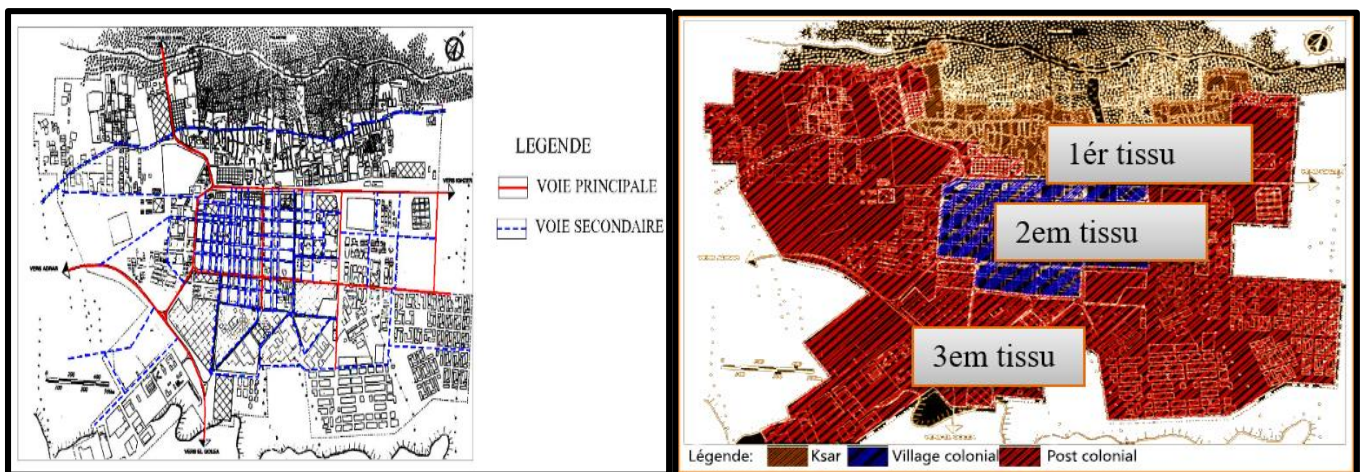 LEGENDE
VOIE PRINCIPALE
VOIE SECONDAIRE
VERS ADRAR
VERS EL GOLEA
1ér tissu
2em tissu
3em tissu
Légende: Ksar Village colonial Post colonial